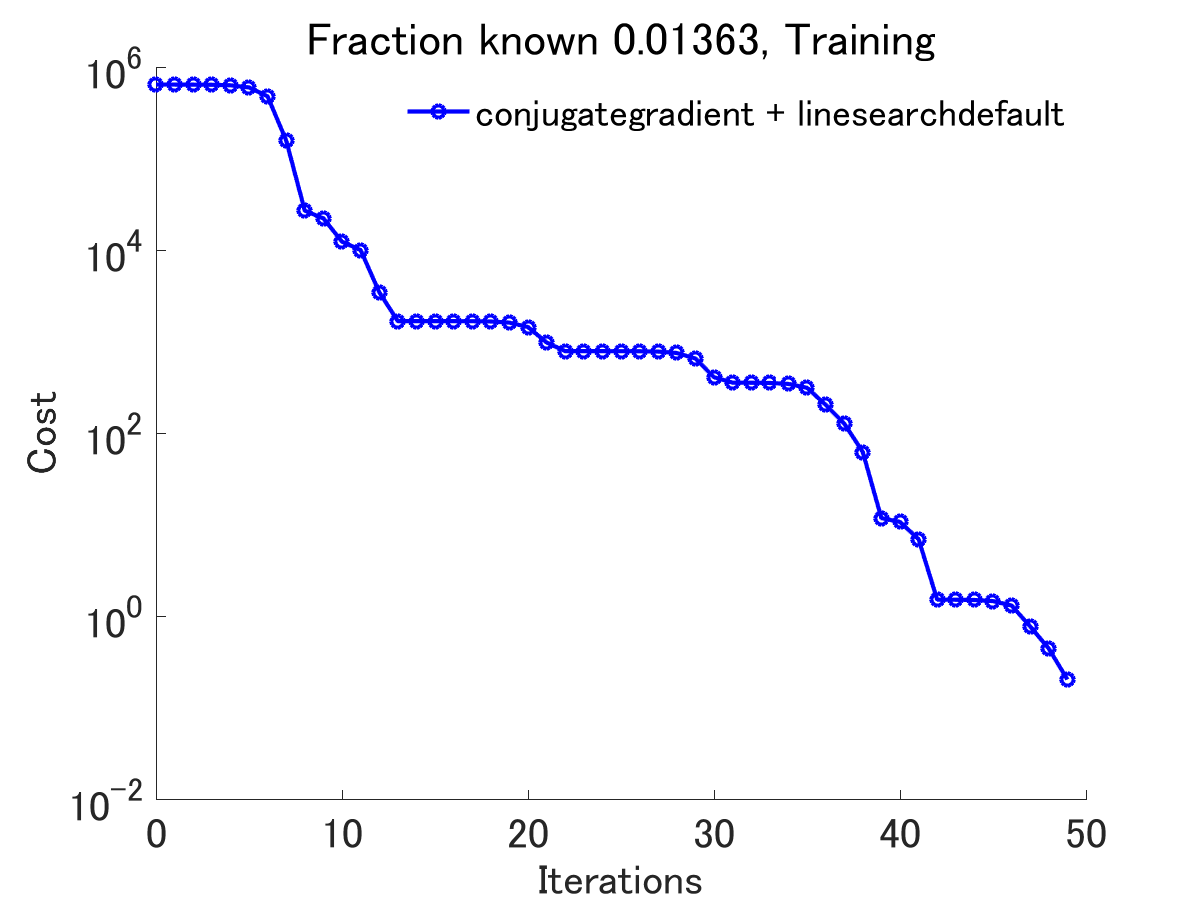 Fraction known 0.01363, Training
conjugategradient + linesearchdefault
Cost
10^6
10^4
10^2
10^0
10^-2
0 10 20 30 40 50
Iterations